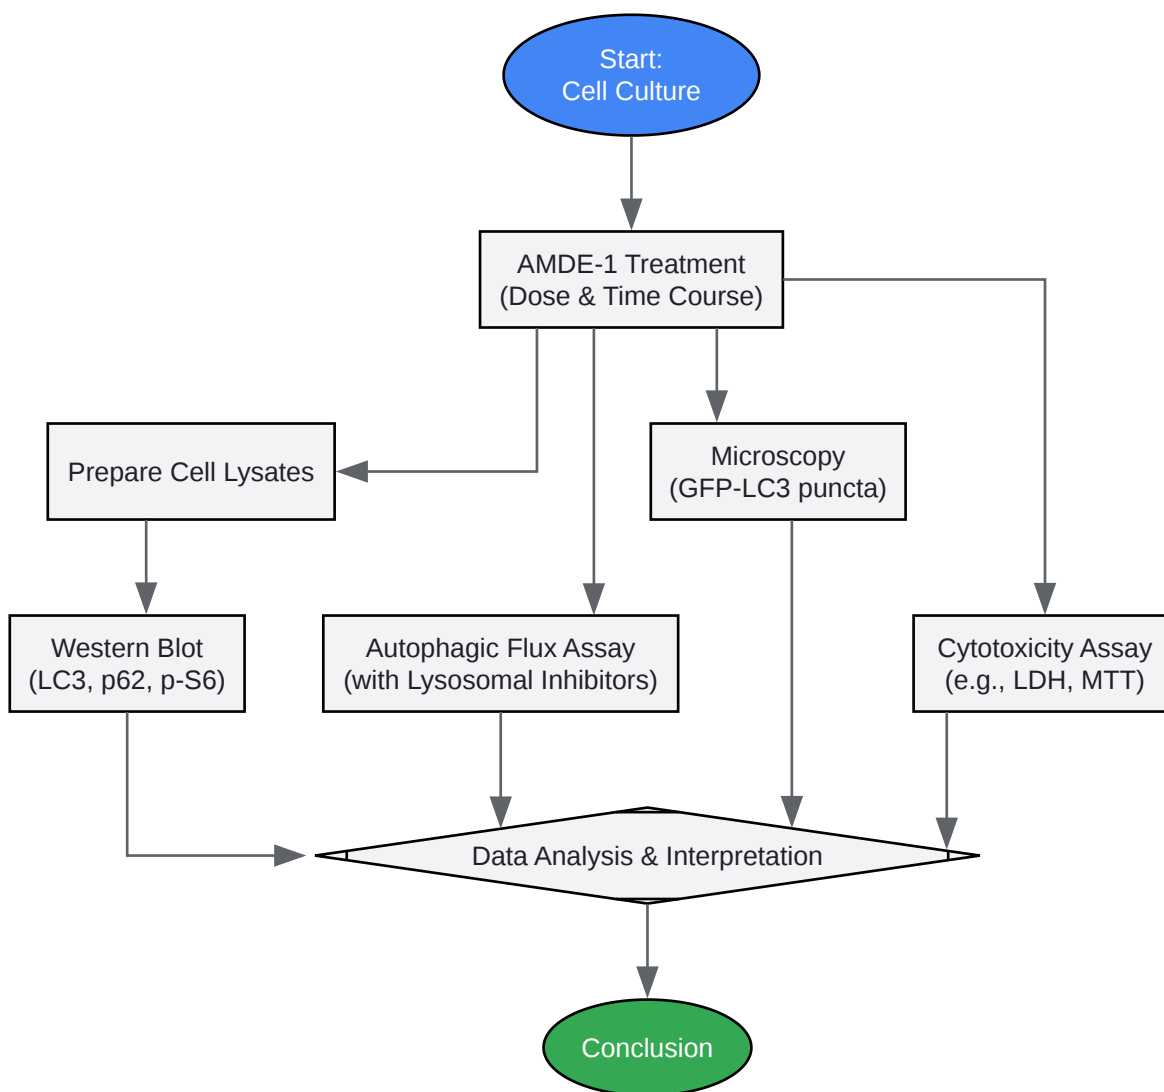 Start:
Cell Culture
AMDE-1 Treatment
(Dose & Time Course)
Prepare Cell Lysates
Microscopy
(GFP-LC3 puncta)
Western Blot
(LC3, p62, p-S6)
Autophagic Flux Assay
(with Lysosomal Inhibitors)
Cytotoxicity Assay
(e.g., LDH, MTT)
Data Analysis & Interpretation
Conclusion